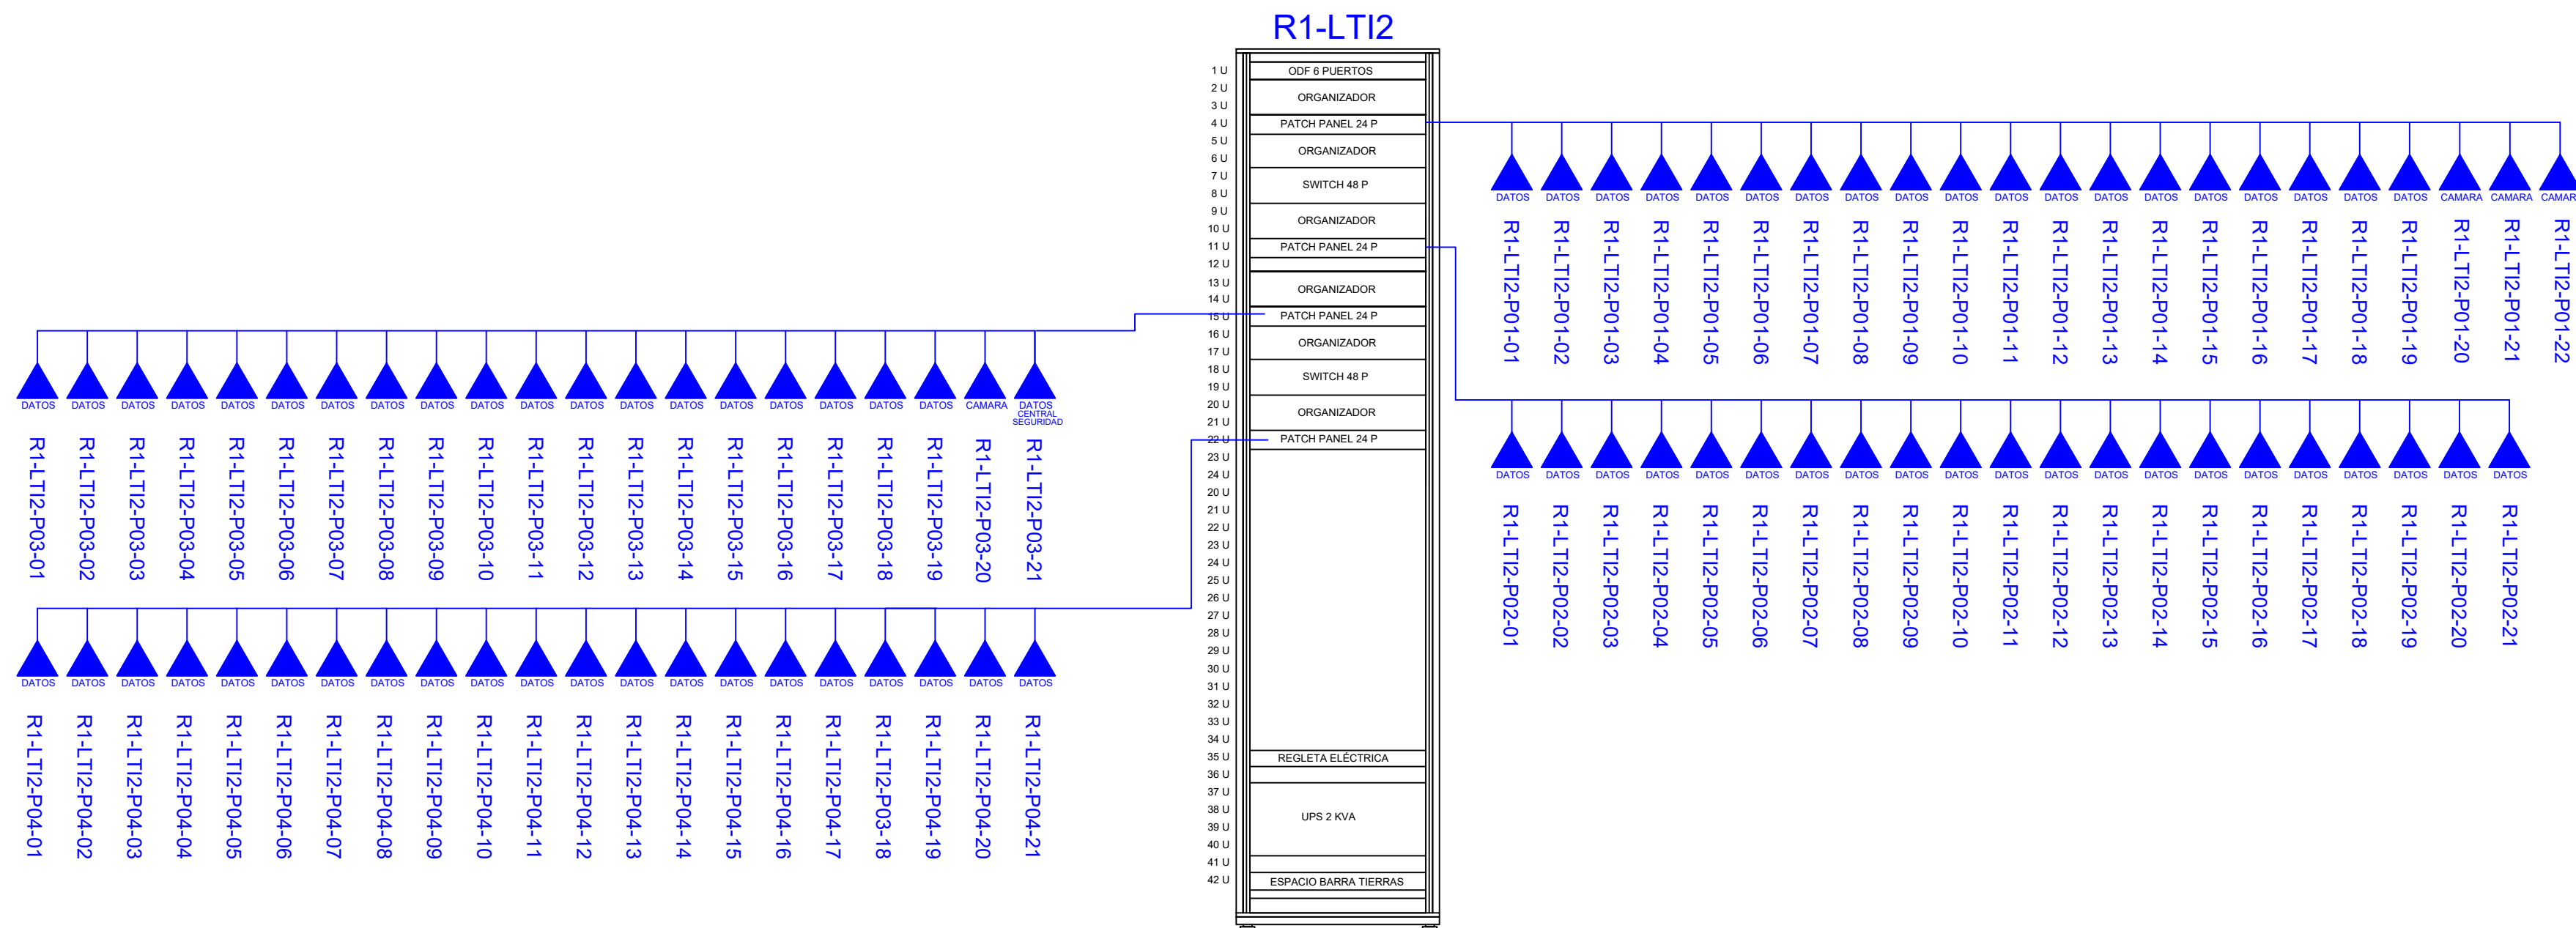 R1-LTI2
1 U
ODF 6 PUERTOS
2 U
ORGANIZADOR
3 U
4 U
PATCH PANEL 24 P
5 U
ORGANIZADOR
6 U
7 U
SWITCH 48 P
8 U
9 U
ORGANIZADOR
10 U
11 U
PATCH PANEL 24 P
12 U
13 U
ORGANIZADOR
14 U
15 U
PATCH PANEL 24 P
16 U
ORGANIZADOR
17 U
18 U
SWITCH 48 P
19 U
20 U
ORGANIZADOR
21 U
22 U
PATCH PANEL 24 P
23 U
24 U
20 U
21 U
22 U
23 U
24 U
25 U
26 U
27 U
28 U
29 U
30 U
31 U
32 U
33 U
34 U
35 U
REGLETA ELÉCTRICA
36 U
37 U
38 U
UPS 2 KVA
39 U
40 U
41 U
42 U
ESPACIO BARRA TIERRAS
DATOS DATOS DATOS DATOS DATOS DATOS DATOS DATOS DATOS DATOS DATOS DATOS DATOS DATOS DATOS DATOS DATOS DATOS DATOS CAMARA CAMARA CAMAR
R1-LTI2-P01-01
R1-LTI2-P01-02
R1-LTI2-P01-03
R1-LTI2-P01-04
R1-LTI2-P01-05
R1-LTI2-P01-06
R1-LTI2-P01-07
R1-LTI2-P01-08
R1-LTI2-P01-09
R1-LTI2-P01-10
R1-LTI2-P01-11
R1-LTI2-P01-12
R1-LTI2-P01-13
R1-LTI2-P01-14
R1-LTI2-P01-15
R1-LTI2-P01-16
R1-LTI2-P01-17
R1-LTI2-P01-18
R1-LTI2-P01-19
R1-LTI2-P01-20
R1-LTI2-P01-21
R1-LTI2-P01-22
DATOS DATOS DATOS DATOS DATOS DATOS DATOS DATOS DATOS DATOS DATOS DATOS DATOS DATOS DATOS DATOS DATOS DATOS DATOS DATOS DATOS
R1-LTI2-P02-01
R1-LTI2-P02-02
R1-LTI2-P02-03
R1-LTI2-P02-04
R1-LTI2-P02-05
R1-LTI2-P02-06
R1-LTI2-P02-07
R1-LTI2-P02-08
R1-LTI2-P02-09
R1-LTI2-P02-10
R1-LTI2-P02-11
R1-LTI2-P02-12
R1-LTI2-P02-13
R1-LTI2-P02-14
R1-LTI2-P02-15
R1-LTI2-P02-16
R1-LTI2-P02-17
R1-LTI2-P02-18
R1-LTI2-P02-19
R1-LTI2-P02-20
R1-LTI2-P02-21
DATOS DATOS DATOS DATOS DATOS DATOS DATOS DATOS DATOS DATOS DATOS DATOS DATOS DATOS DATOS DATOS DATOS DATOS DATOS CAMARA DATOS
CENTRAL
SEGURIDAD
R1-LTI2-P03-01
R1-LTI2-P03-02
R1-LTI2-P03-03
R1-LTI2-P03-04
R1-LTI2-P03-05
R1-LTI2-P03-06
R1-LTI2-P03-07
R1-LTI2-P03-08
R1-LTI2-P03-09
R1-LTI2-P03-10
R1-LTI2-P03-11
R1-LTI2-P03-12
R1-LTI2-P03-13
R1-LTI2-P03-14
R1-LTI2-P03-15
R1-LTI2-P03-16
R1-LTI2-P03-17
R1-LTI2-P03-18
R1-LTI2-P03-19
R1-LTI2-P03-20
R1-LTI2-P03-21
DATOS DATOS DATOS DATOS DATOS DATOS DATOS DATOS DATOS DATOS DATOS DATOS DATOS DATOS DATOS DATOS DATOS DATOS DATOS DATOS DATOS
R1-LTI2-P04-01
R1-LTI2-P04-02
R1-LTI2-P04-03
R1-LTI2-P04-04
R1-LTI2-P04-05
R1-LTI2-P04-06
R1-LTI2-P04-07
R1-LTI2-P04-08
R1-LTI2-P04-09
R1-LTI2-P04-10
R1-LTI2-P04-11
R1-LTI2-P04-12
R1-LTI2-P04-13
R1-LTI2-P04-14
R1-LTI2-P04-15
R1-LTI2-P04-16
R1-LTI2-P04-17
R1-LTI2-P03-18
R1-LTI2-P04-19
R1-LTI2-P04-20
R1-LTI2-P04-21